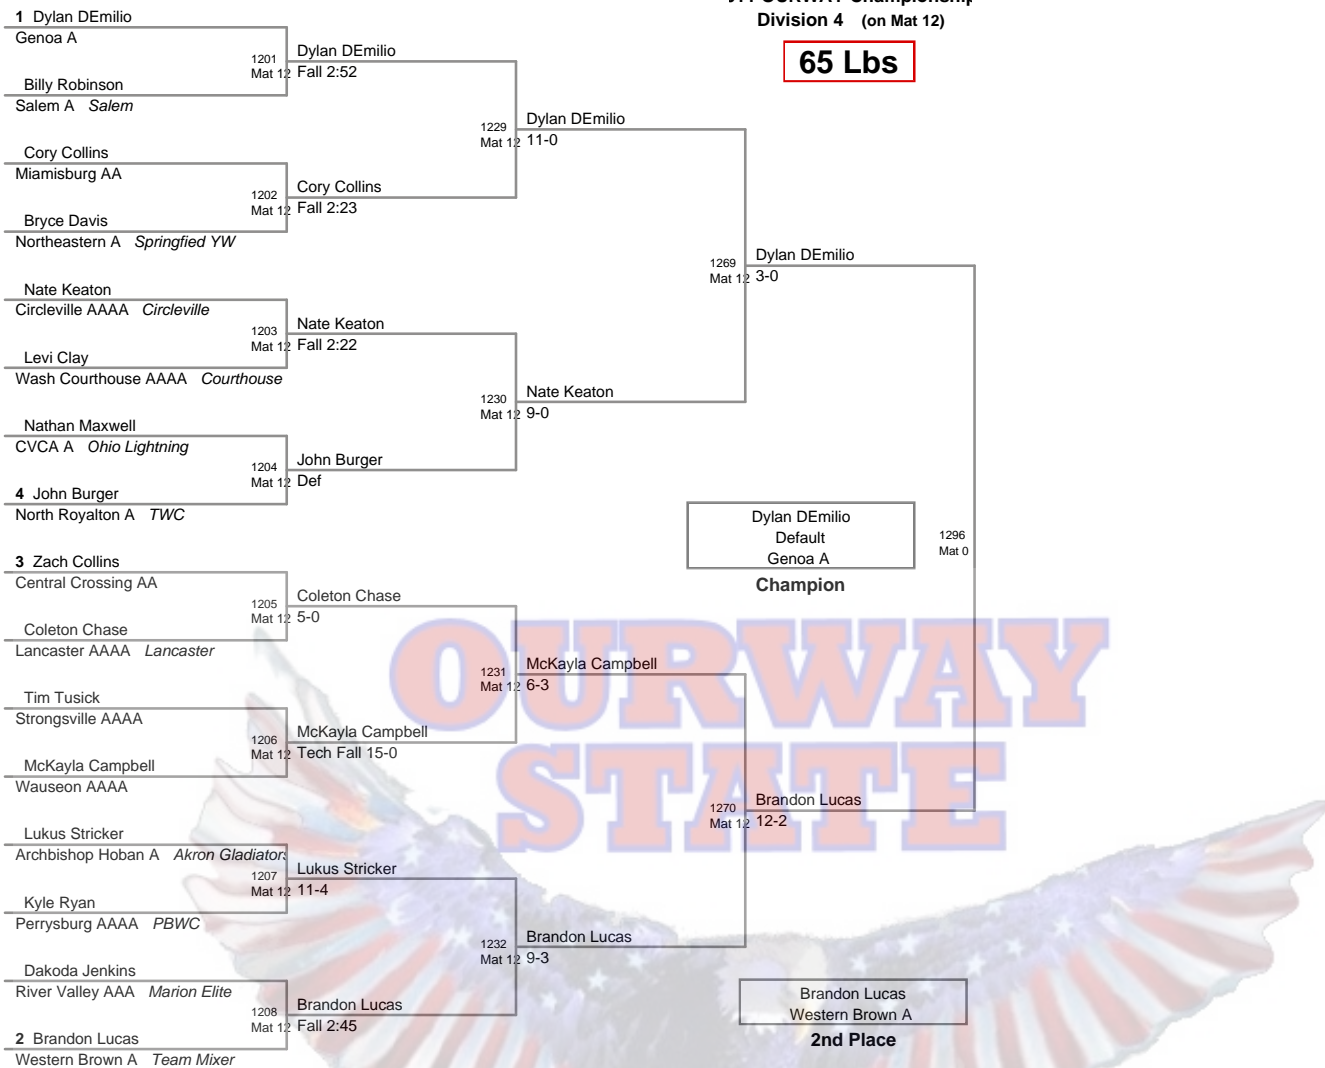 OURWAY Championship
Division 4 (on Mat 12)
65 Lbs
1 Dylan DEmilio
Genoa A
1201
Mat 12
Dylan DEmilio
Fall 2:52
Billy Robinson
Salem A Salem
1229
Mat 12
Dylan DEmilio
11-0
Cory Collins
Miamisburg AA
1202
Mat 12
Cory Collins
Fall 2:23
Bryce Davis
Northeastern A Springfied YW
1269
Mat 12
Dylan DEmilio
3-0
Nate Keaton
Circleville AAAA Circleville
1203
Mat 12
Nate Keaton
Fall 2:22
Levi Clay
Wash Courthouse AAAA Courthouse
1230
Mat 12
Nate Keaton
9-0
Nathan Maxwell
CVCA A Ohio Lightning
1204
Mat 12
John Burger
Def
4 John Burger
North Royalton A TWC
Dylan DEmilio
Default
Genoa A
Champion
1296
Mat 0
3 Zach Collins
Central Crossing AA
1205
Mat 12
Coleton Chase
5-0
Coleton Chase
Lancaster AAAA Lancaster
OURWAY
STATE
1231
Mat 12
McKayla Campbell
6-3
Tim Tusick
Strongsville AAAA
1206
Mat 12
McKayla Campbell
Tech Fall 15-0
McKayla Campbell
Wauseon AAAA
1270
Mat 12
Brandon Lucas
12-2
Lukus Stricker
Archbishop Hoban A Akron Gladiators
1207
Mat 12
Lukus Stricker
11-4
Kyle Ryan
Perrysburg AAAA PBWC
1232
Mat 12
Brandon Lucas
9-3
Dakoda Jenkins
River Valley AAA Marion Elite
1208
Mat 12
Brandon Lucas
Fall 2:45
2 Brandon Lucas
Western Brown A Team Mixer
Brandon Lucas
Western Brown A
2nd Place